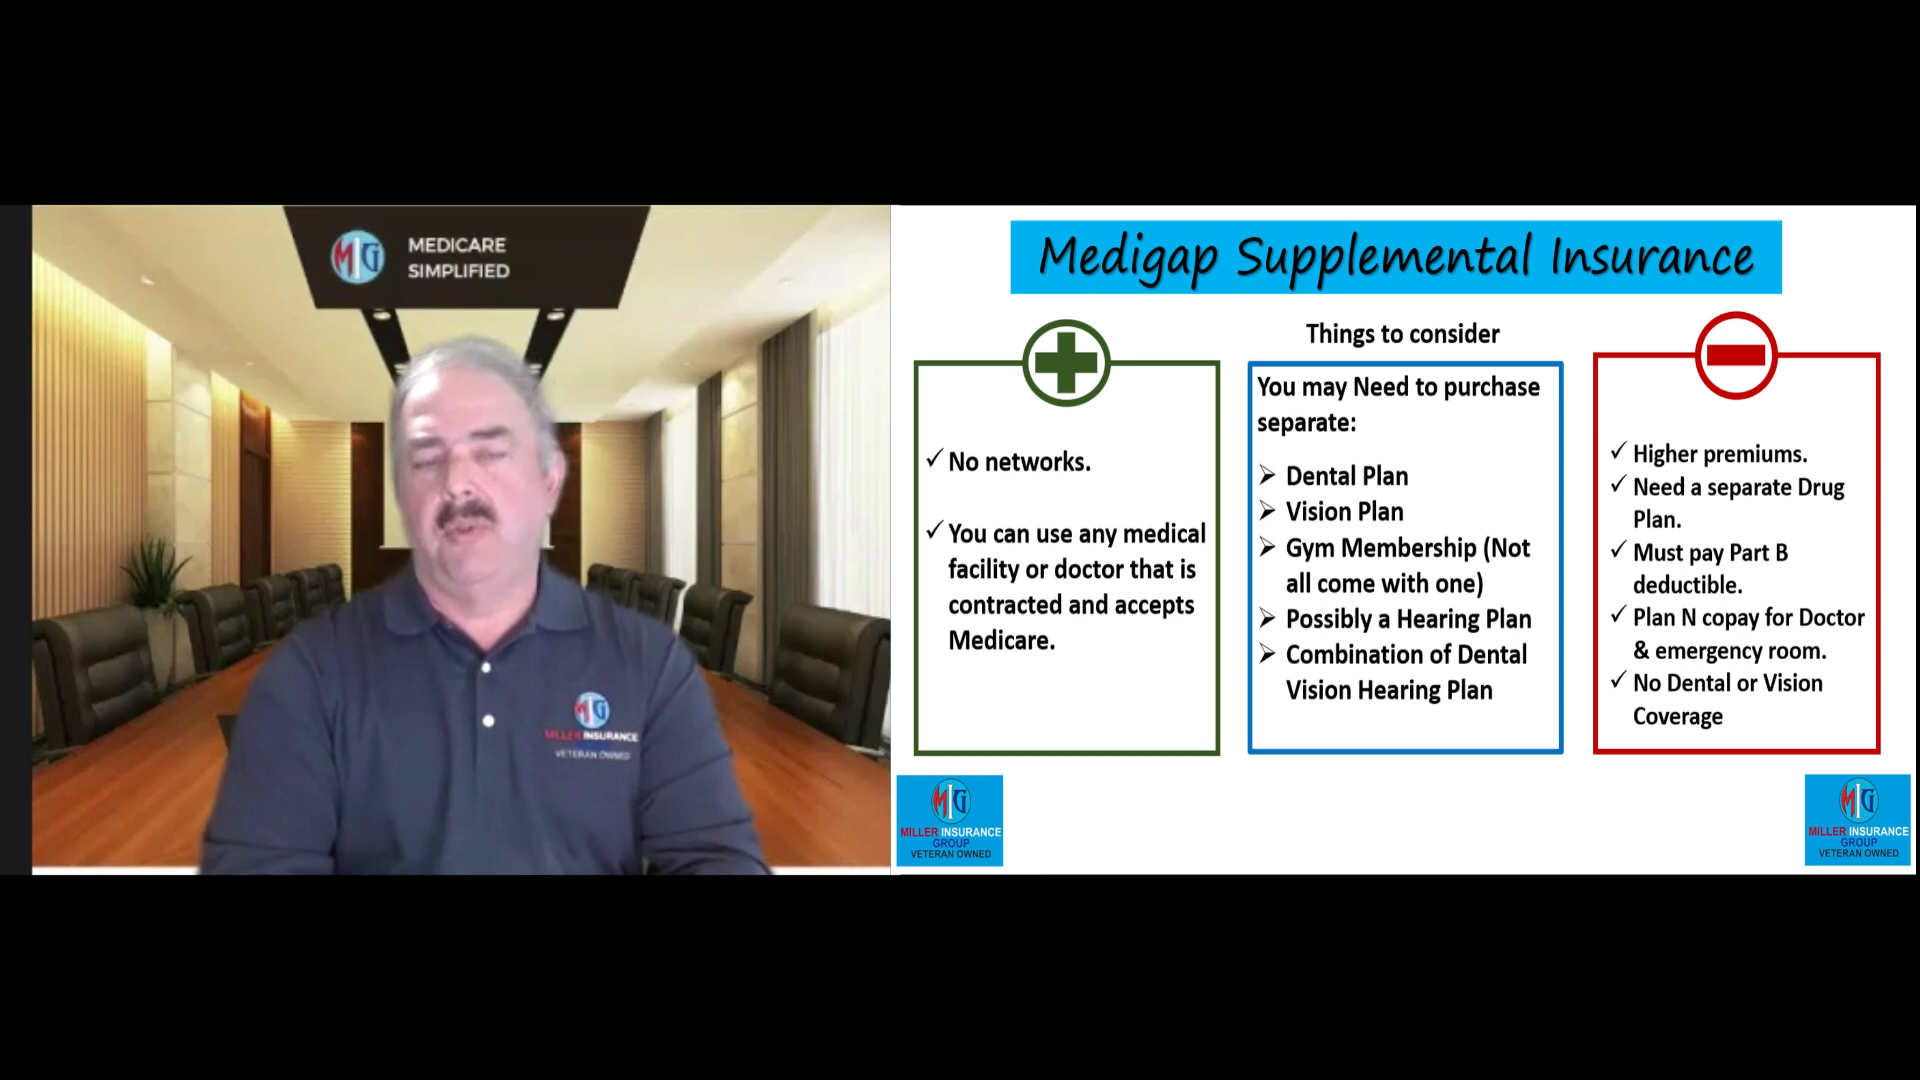 MIG
MEDICARE
SIMPLIFIED
MIG
MILLER INSURANCE
VETERAN OWNED
Medigap Supplemental Insurance
Things to consider
No networks.
You can use any medical
facility or doctor that is
contracted and accepts
Medicare.
You may Need to purchase
separate:
Dental Plan
Vision Plan
Gym Membership (Not
all come with one)
Possibly a Hearing Plan
Combination of Dental
Vision Hearing Plan
Higher premiums.
Need a separate Drug
Plan.
Must pay Part B
deductible.
Plan N copay for Doctor
& emergency room.
No Dental or Vision
Coverage
MIG
MILLER INSURANCE
GROUP
VETERAN OWNED
MIG
MILLER INSURANCE
GROUP
VETERAN OWNED